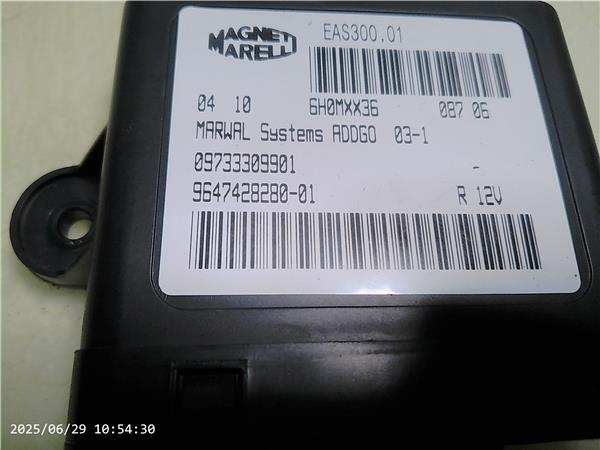 MAGNETI
MARELLI
EAS300.01
04 10 6H0MXX36 087 06
MARWAL Systems ADDGO 03-1
09733309901 -
9647428280-01 R 12V
2025/06/29 10:54:30